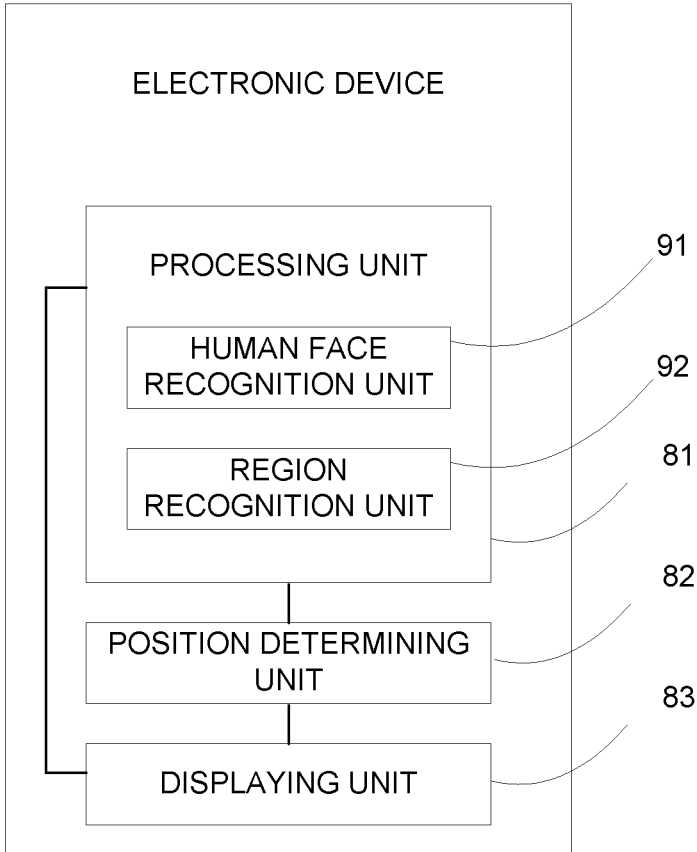 ELECTRONIC DEVICE
PROCESSING UNIT
91
HUMAN FACE
RECOGNITION UNIT
92
REGION
RECOGNITION UNIT
81
82
POSITION DETERMINING
UNIT
83
DISPLAYING UNIT